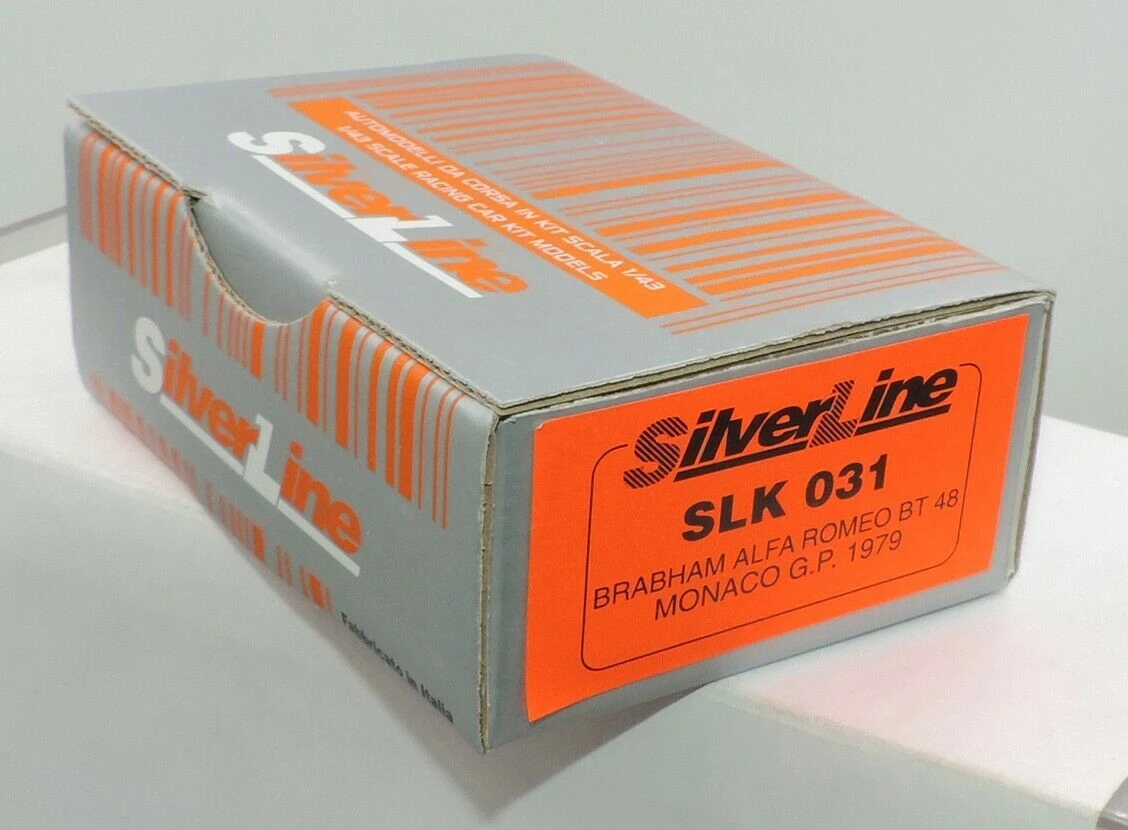 AUTOMODELLI DA CORSA IN KIT SCALA 1/43
1/43 SCALE RACING CAR KIT MODELS
SilverLine
SilverLine
Fabbricato in Italia
SilverLine
SLK 031
BRABHAM ALFA ROMEO BT 48
MONACO G.P. 1979